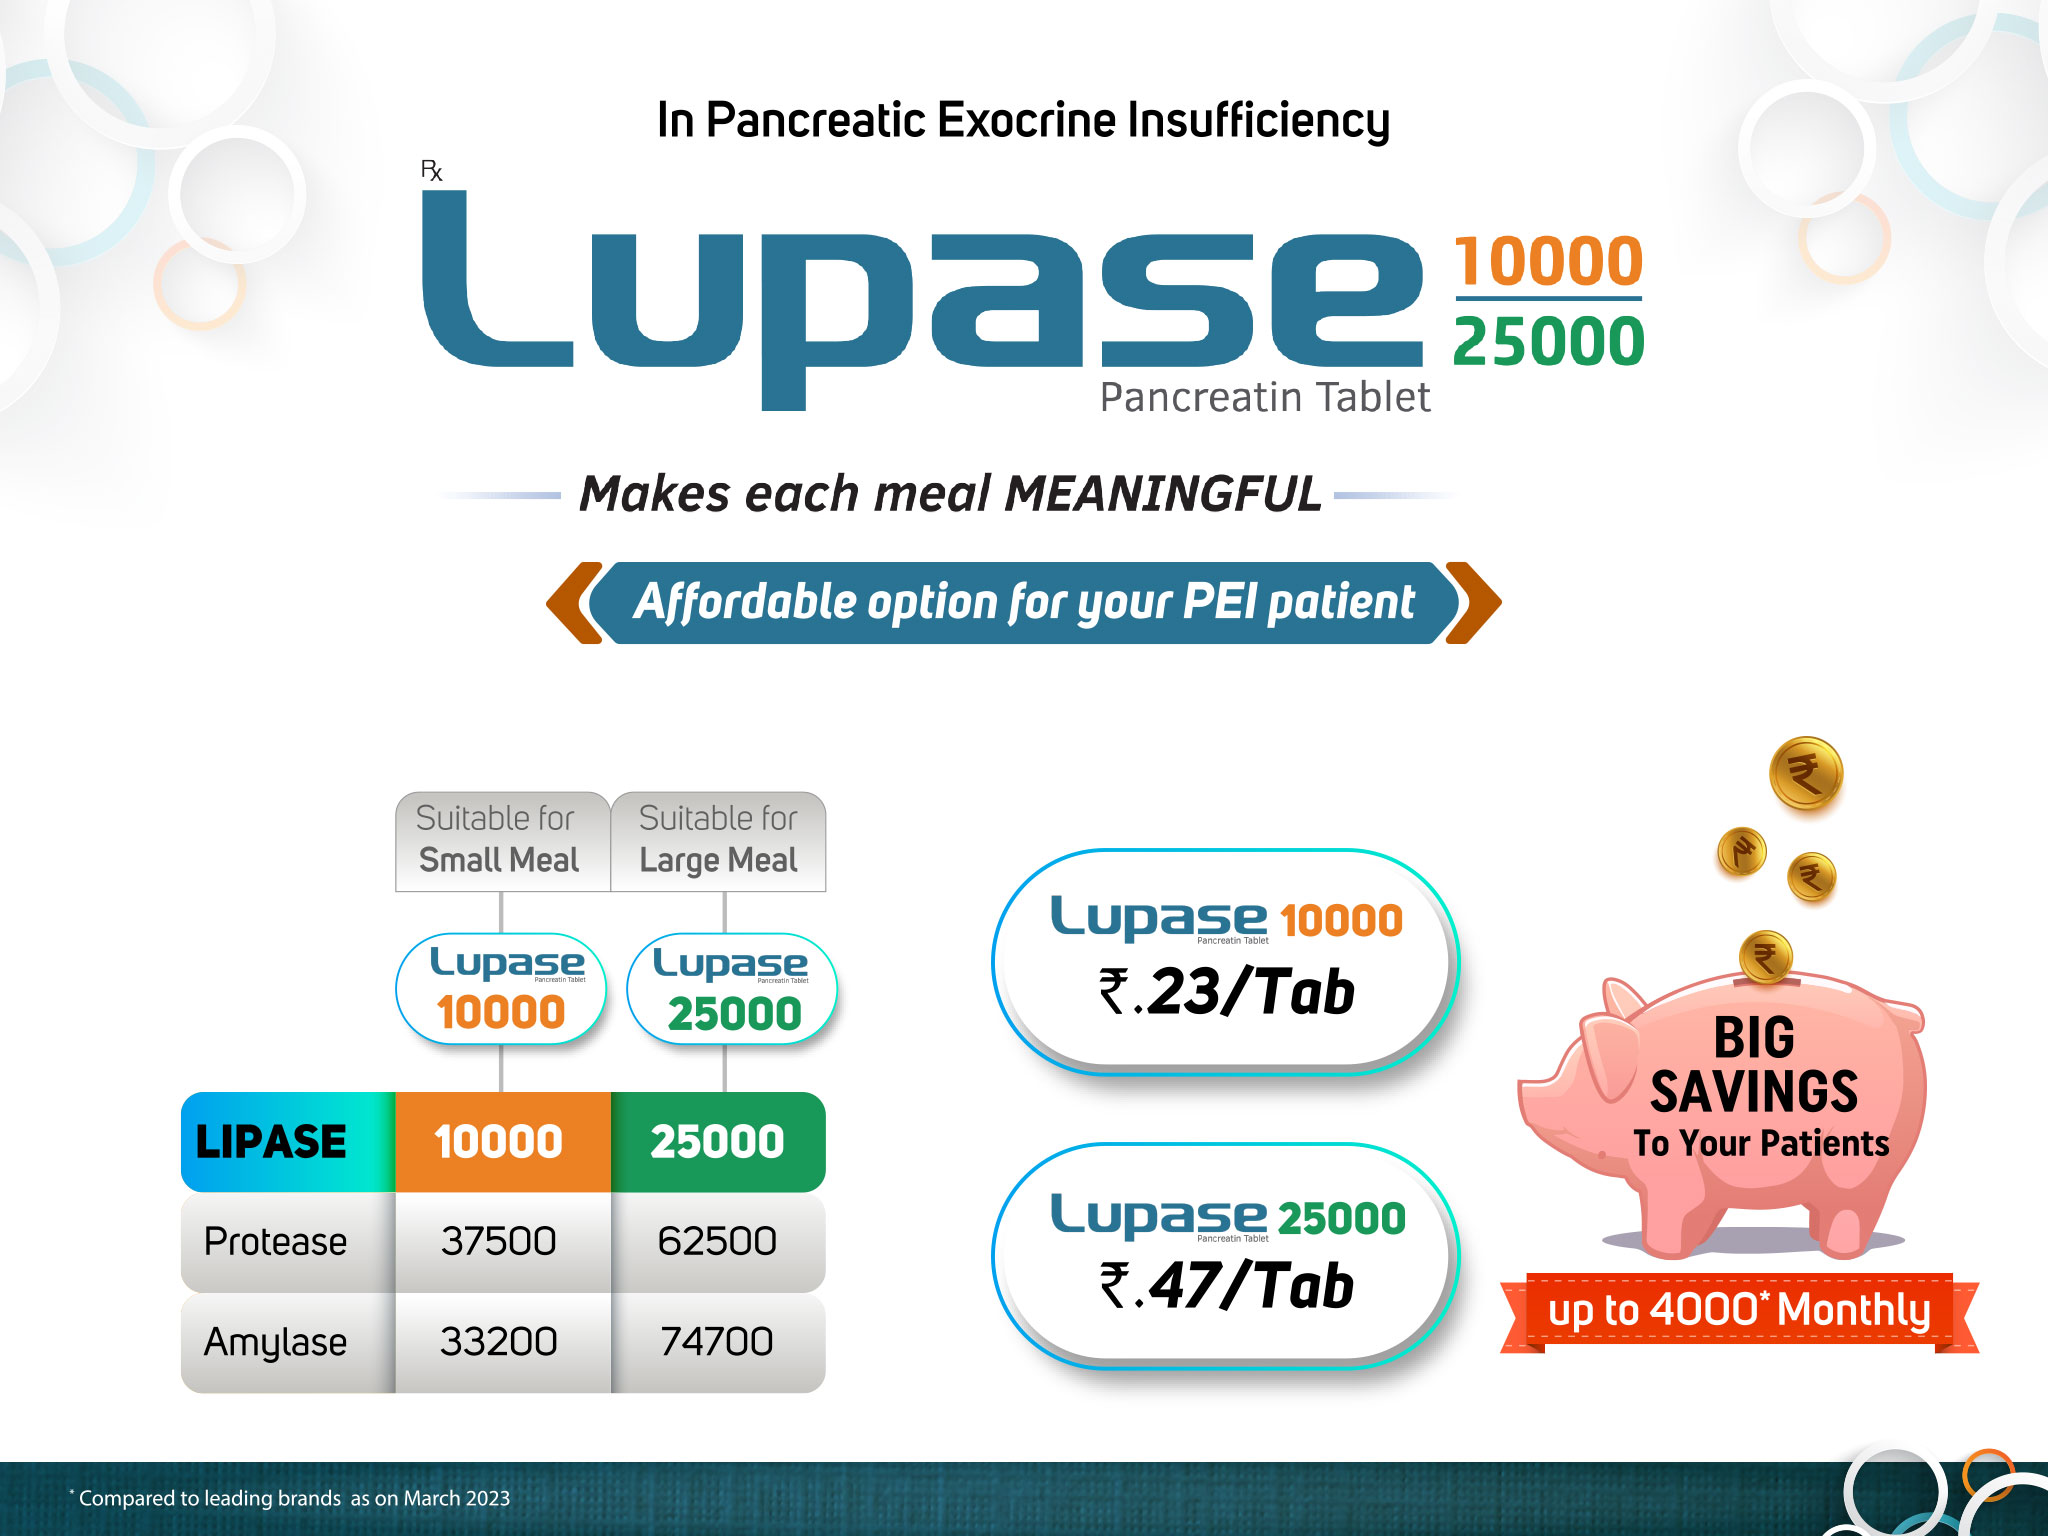 In Pancreatic Exocrine Insufficiency
Rx
Lupase 10000
25000
Pancreatin Tablet
Makes each meal MEANINGFUL
Affordable option for your PEI patient
Suitable for
Small Meal
Suitable for
Large Meal
Lupase
Pancreatin Tablet
10000
Lupase
Pancreatin Tablet
25000
LIPASE 10000 25000
Protease 37500 62500
Amylase 33200 74700
Lupase 10000
Pancreatin Tablet
₹.23/Tab
Lupase 25000
Pancreatin Tablet
₹.47/Tab
₹
₹
₹
₹
BIG
SAVINGS
To Your Patients
up to 4000* Monthly
* Compared to leading brands as on March 2023